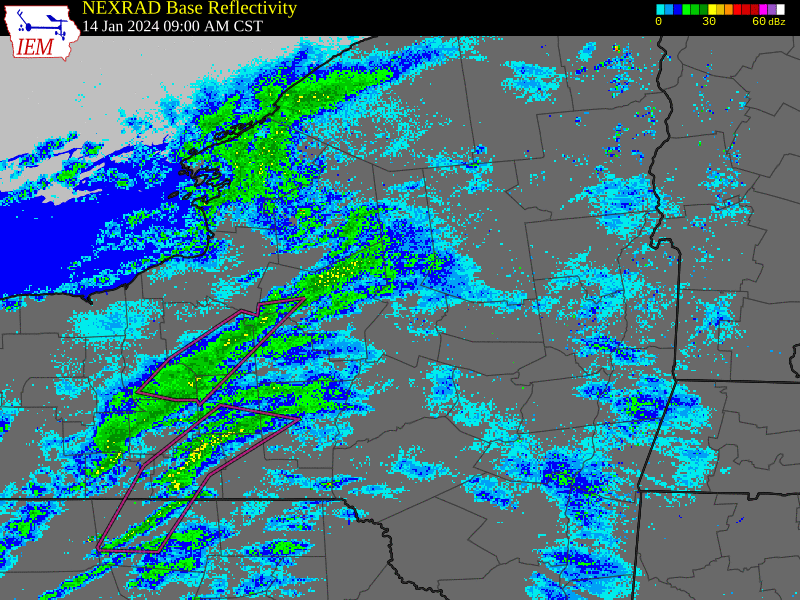 NEXRAD Base Reflectivity
14 Jan 2024 09:00 AM CST
IEM
0 30 60 dBz